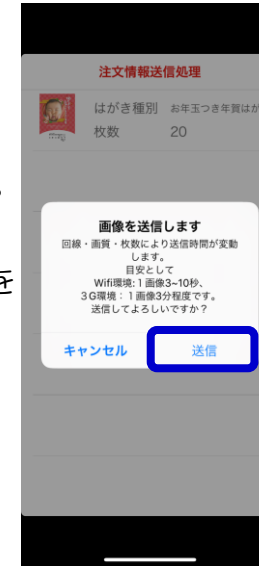 注文情報送信処理
はがき種別 お年玉つき年賀はが
枚数 20
を
画像を送信します
回線・画質・枚数により送信時間が変動
します。
目安として
Wifi環境:1画像3~10秒、
3G環境:1画像3分程度です。
送信してよろしいですか？
キャンセル 送信